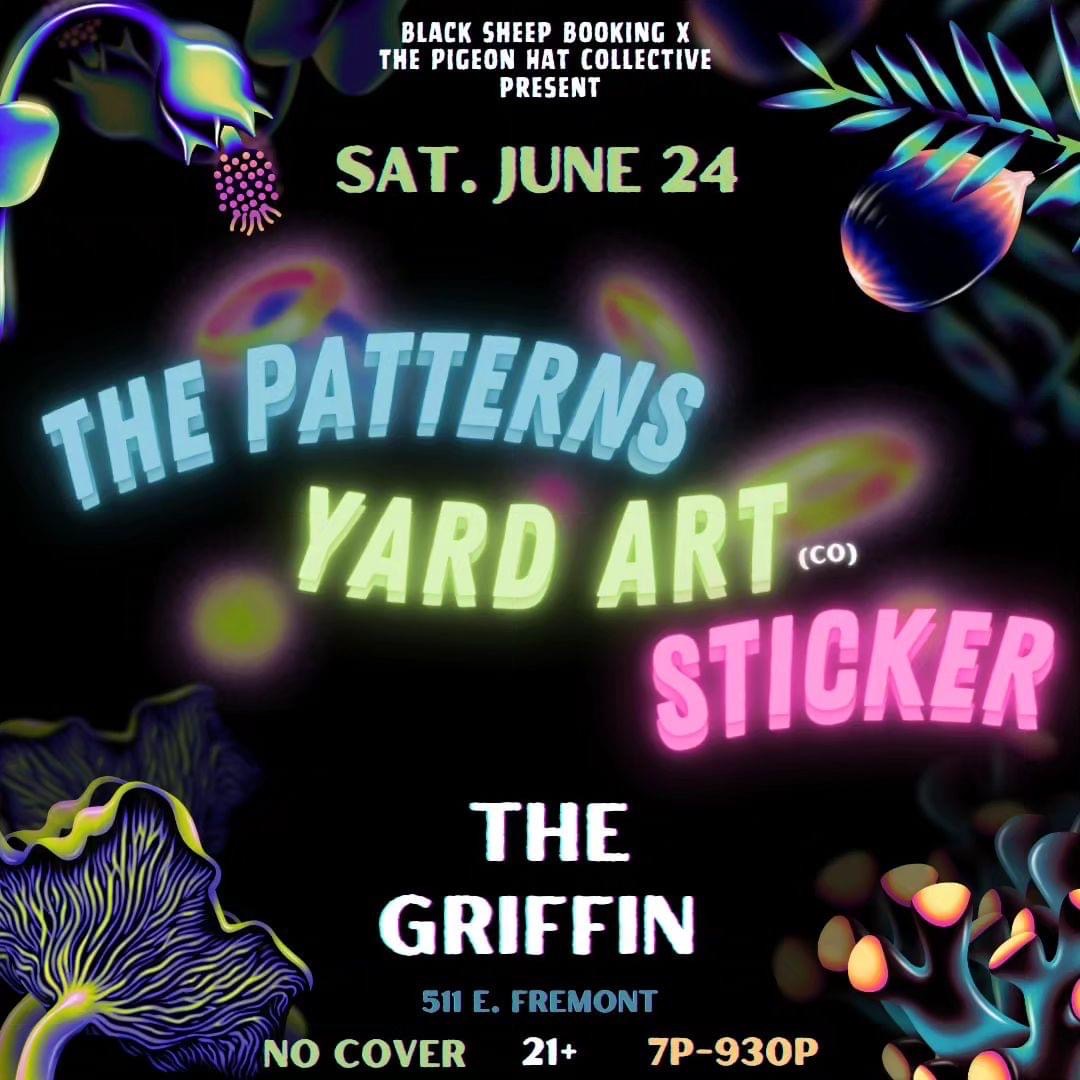 BLACK SHEEP BOOKING X
THE PIGEON HAT COLLECTIVE
PRESENT
SAT. JUNE 24
THE PATTERNS
YARD ART (CO)
STICKER
THE
GRIFFIN
511 E. FREMONT
NO COVER 21+ 7P-930P